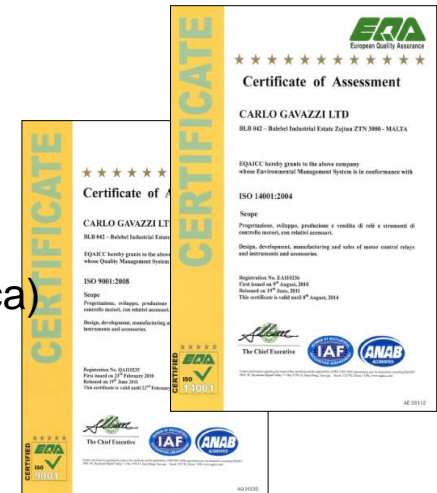 EQA
European Quality Assurance
Certificate of Assessment
CARLO GAVAZZI LTD
BLB 042 – Bulebel Industrial Estate Zejtun ZTN 3000 - MALTA
EQAICC hereby grants to the above company
whose Environmental Management System is in conformance with
ISO 14001:2004
Scope
Progettazione, sviluppo, produzione e vendita di relè e strumenti di
controllo motori, con relativi accessori.
Design, development, manufacturing and sales of motor control relays
and instruments and accessories.
Registration No. EAII0236
First issued on 9th August, 2010
Reissued on 19th June, 2011
This certificate is valid until 8th August, 2014
The Chief Executive
IAF
ANAB
ACCREDITED
CERTIFICATE
CERTIFIED
EQA
ISO
14001
AE 00112
Certificate of A
CARLO GAVAZZI LT
BLB 042 – Bulebel Industrial Estate
EQAICC hereby grants to the above
whose Quality Management System
ISO 9001:2008
Scope
Progettazione, sviluppo, produzione
controllo motori, con relativi accessori.
Design, development, manufacturing a
instruments and accessories.
Registration No. QAII0235
First issued on 23rd February 2010
Reissued on 19th June 2011
This certificate is valid until 22nd February
The Chief Executive
IAF
ANAB
ACCREDITED
CERTIFICATE
CERTIFIED
EQA
ISO
9001
ca)